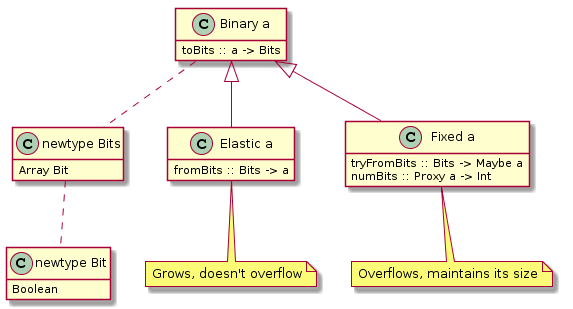 C Binary a
toBits :: a -> Bits
C newtype Bits
Array Bit
C Elastic a
fromBits :: Bits -> a
C Fixed a
tryFromBits :: Bits -> Maybe a
numBits :: Proxy a -> Int
C newtype Bit
Boolean
Grows, doesn't overflow
Overflows, maintains its size